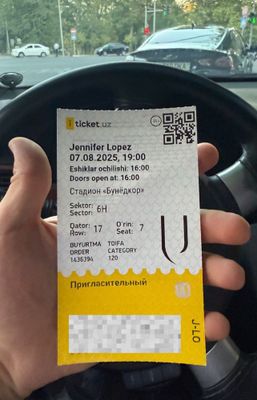 iticket.uz
Jennifer Lopez
07.08.2025, 19:00
Eshiklar ochilishi: 16:00
Doors open at: 16:00
Стадион «Бунёдкор»
Sektor:
Sector: 6H
Qator:
Row: 17
O'rin:
Seat: 7
BUYURTMA
ORDER
1436394
TOIFA
CATEGORY
120
Пригласительный
J-LO